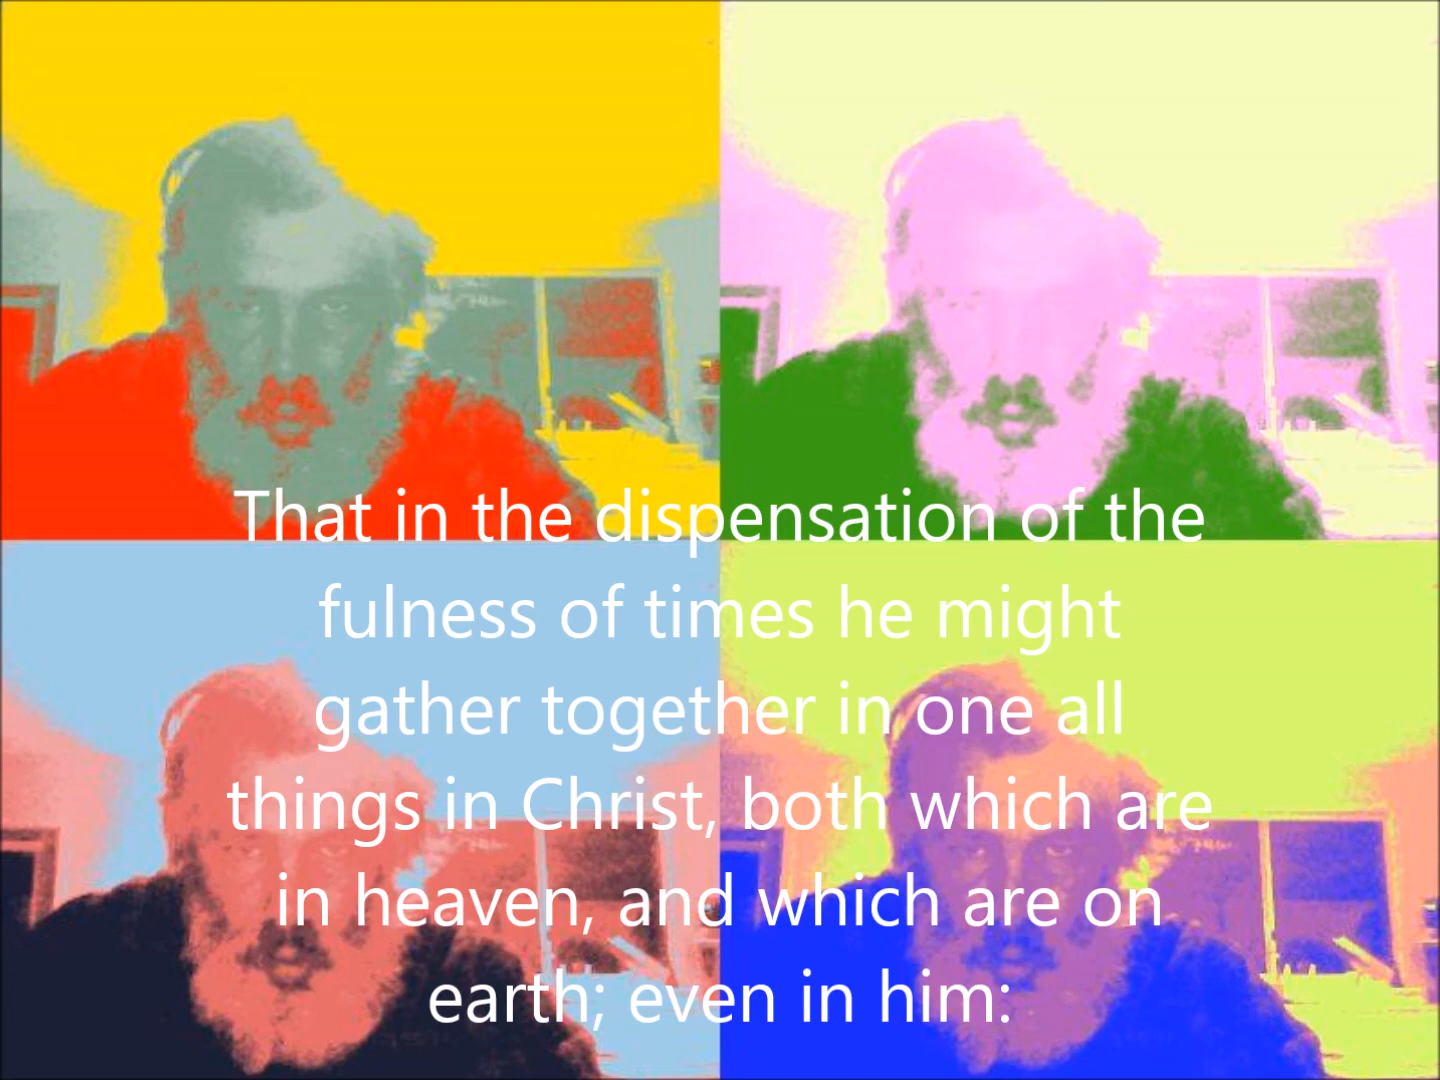 That in the dispensation of the
fulness of times he might
gather together in one all
things in Christ, both which are
in heaven, and which are on
earth; even in him: